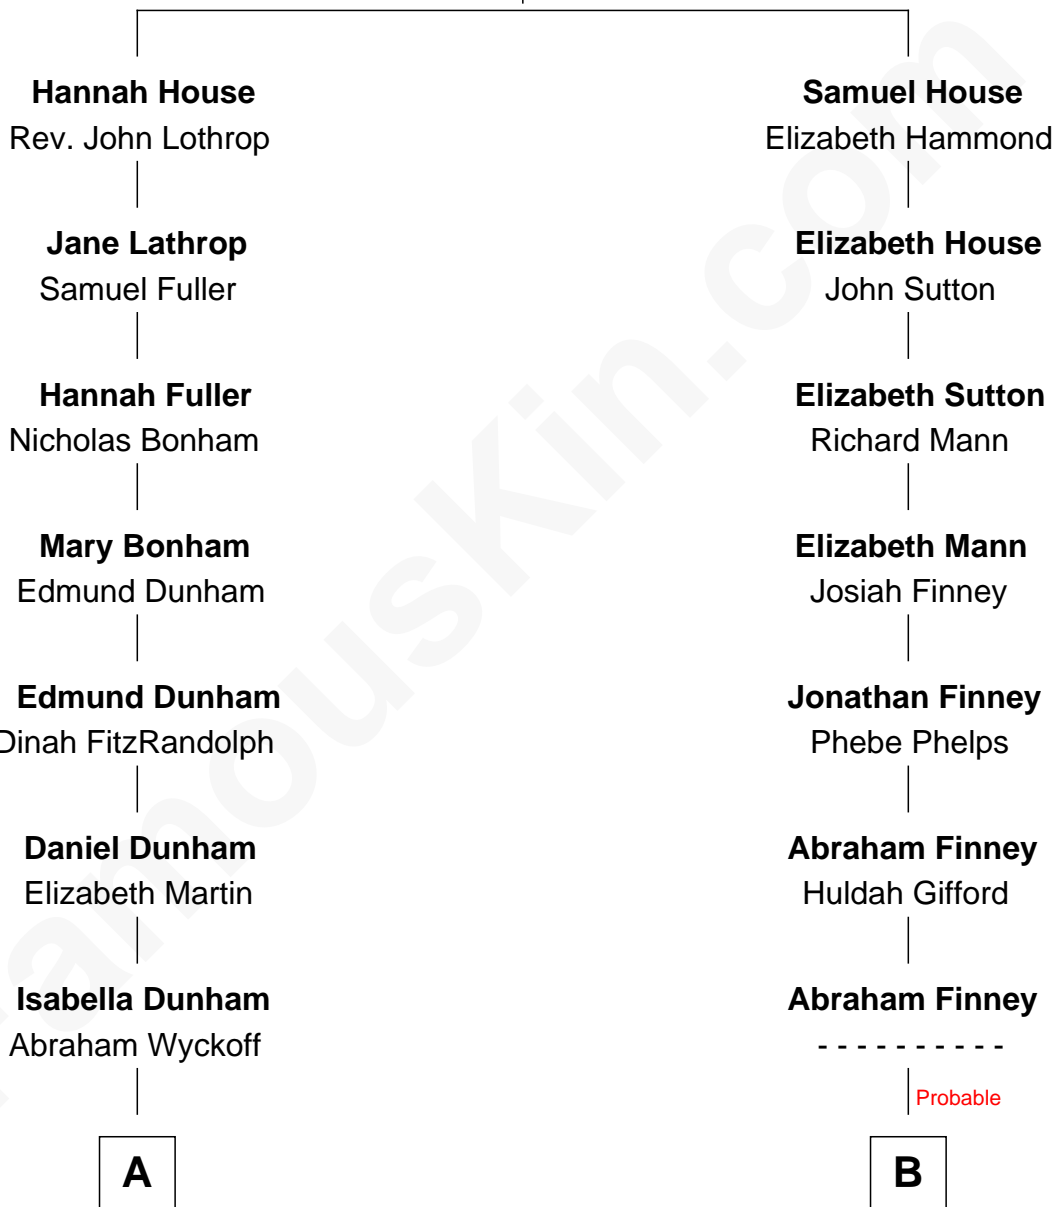 Hannah House
Rev. John Lothrop
Jane Lathrop
Samuel Fuller
Hannah Fuller
Nicholas Bonham
Mary Bonham
Edmund Dunham
Edmund Dunham
Dinah FitzRandolph
Daniel Dunham
Elizabeth Martin
Isabella Dunham
Abraham Wyckoff
A
Samuel House
Elizabeth Hammond
Elizabeth House
John Sutton
Elizabeth Sutton
Richard Mann
Elizabeth Mann
Josiah Finney
Jonathan Finney
Phebe Phelps
Abraham Finney
Huldah Gifford
Abraham Finney
- - - - - - - - - -
Probable
B
FamousKin.com